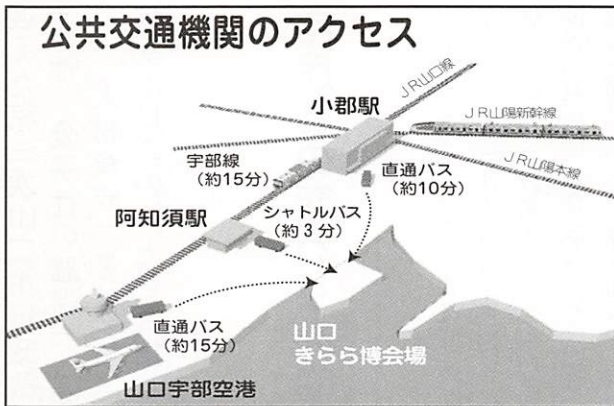 公共交通機関のアクセス
JR山口線
小郡駅
JR山陽新幹線
宇部線
(約15分)
直通バス
(約10分)
JR山陽本線
阿知須駅
シャトルバス
(約3分)
直通バス
(約15分)
山口
きらら博会場
山口宇部空港